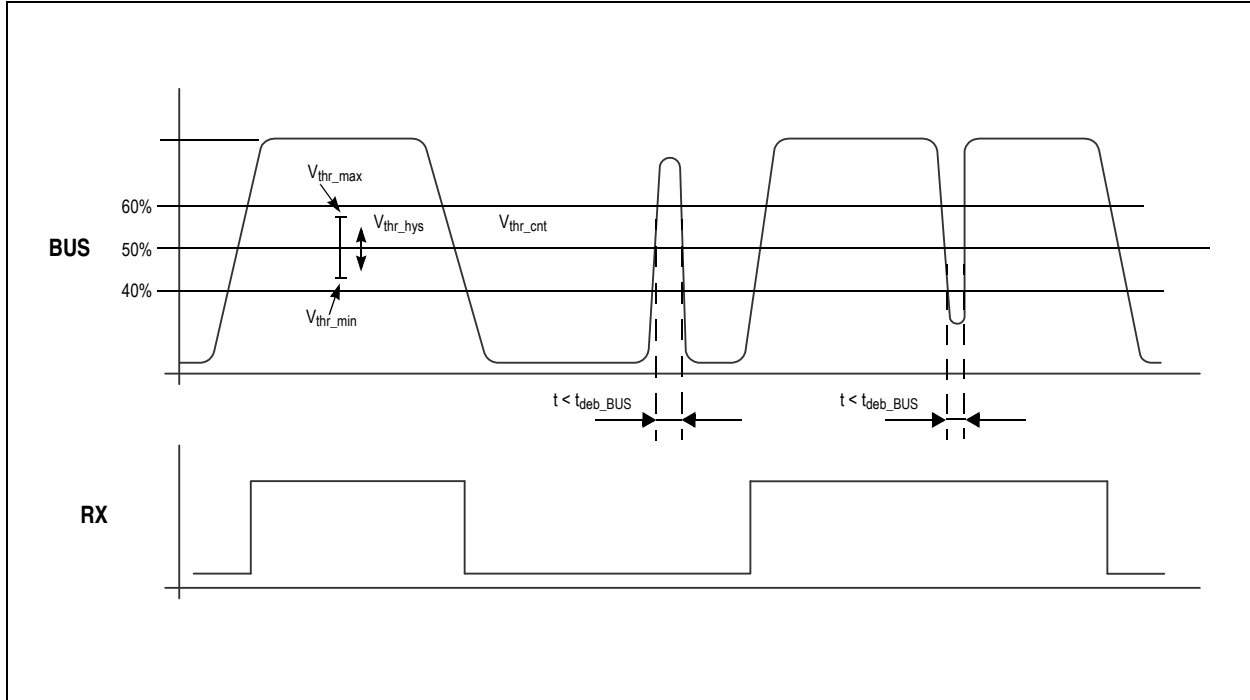 V_thr_max
60%
V_thr_hys
V_thr_cnt
BUS
50%
40%
V_thr_min
t < t_deb_BUS
t < t_deb_BUS
RX